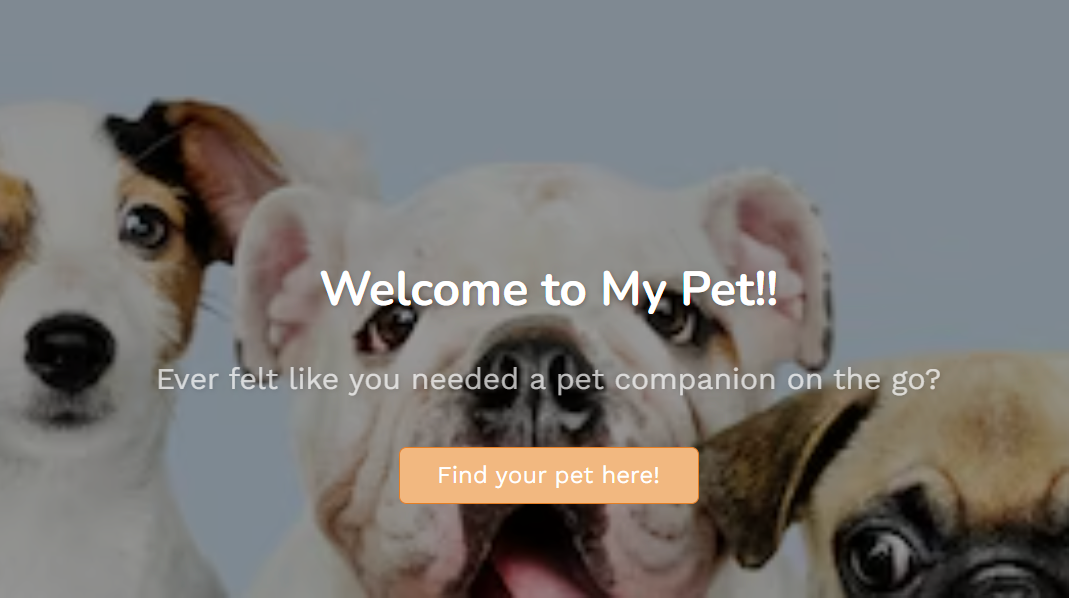 Welcome to My Pet!!
Ever felt like you needed a pet companion on the go?
Find your pet here!